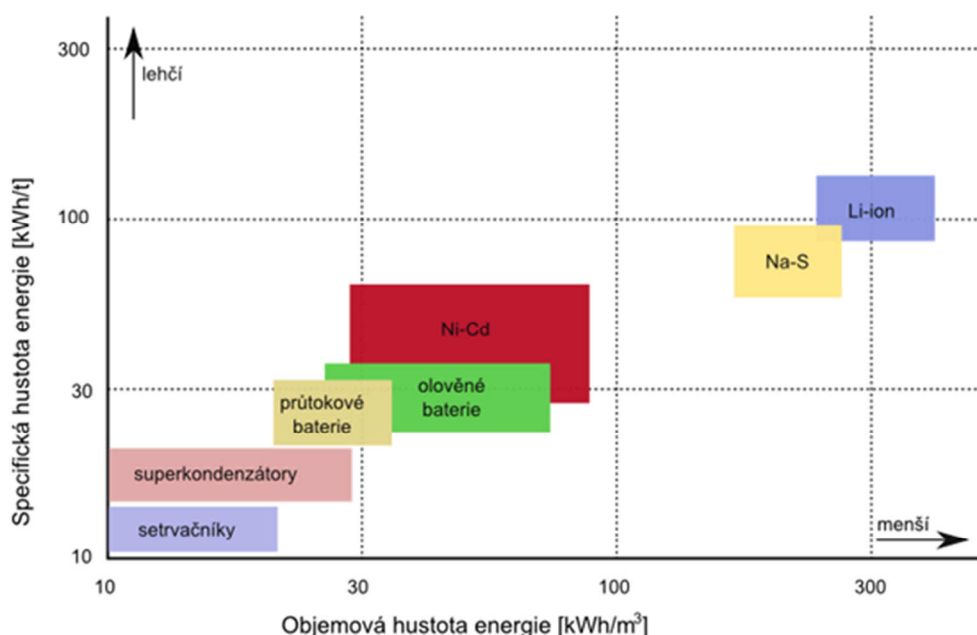 300
lehčí
Specifická hustota energie [kWh/t]
100
Li-ion
Na-S
Ni-Cd
30
olověné
baterie
průtokové
baterie
superkondenzátory
setrvačníky
menší
10
10
30
100
300
Objemová hustota energie [kWh/m³]